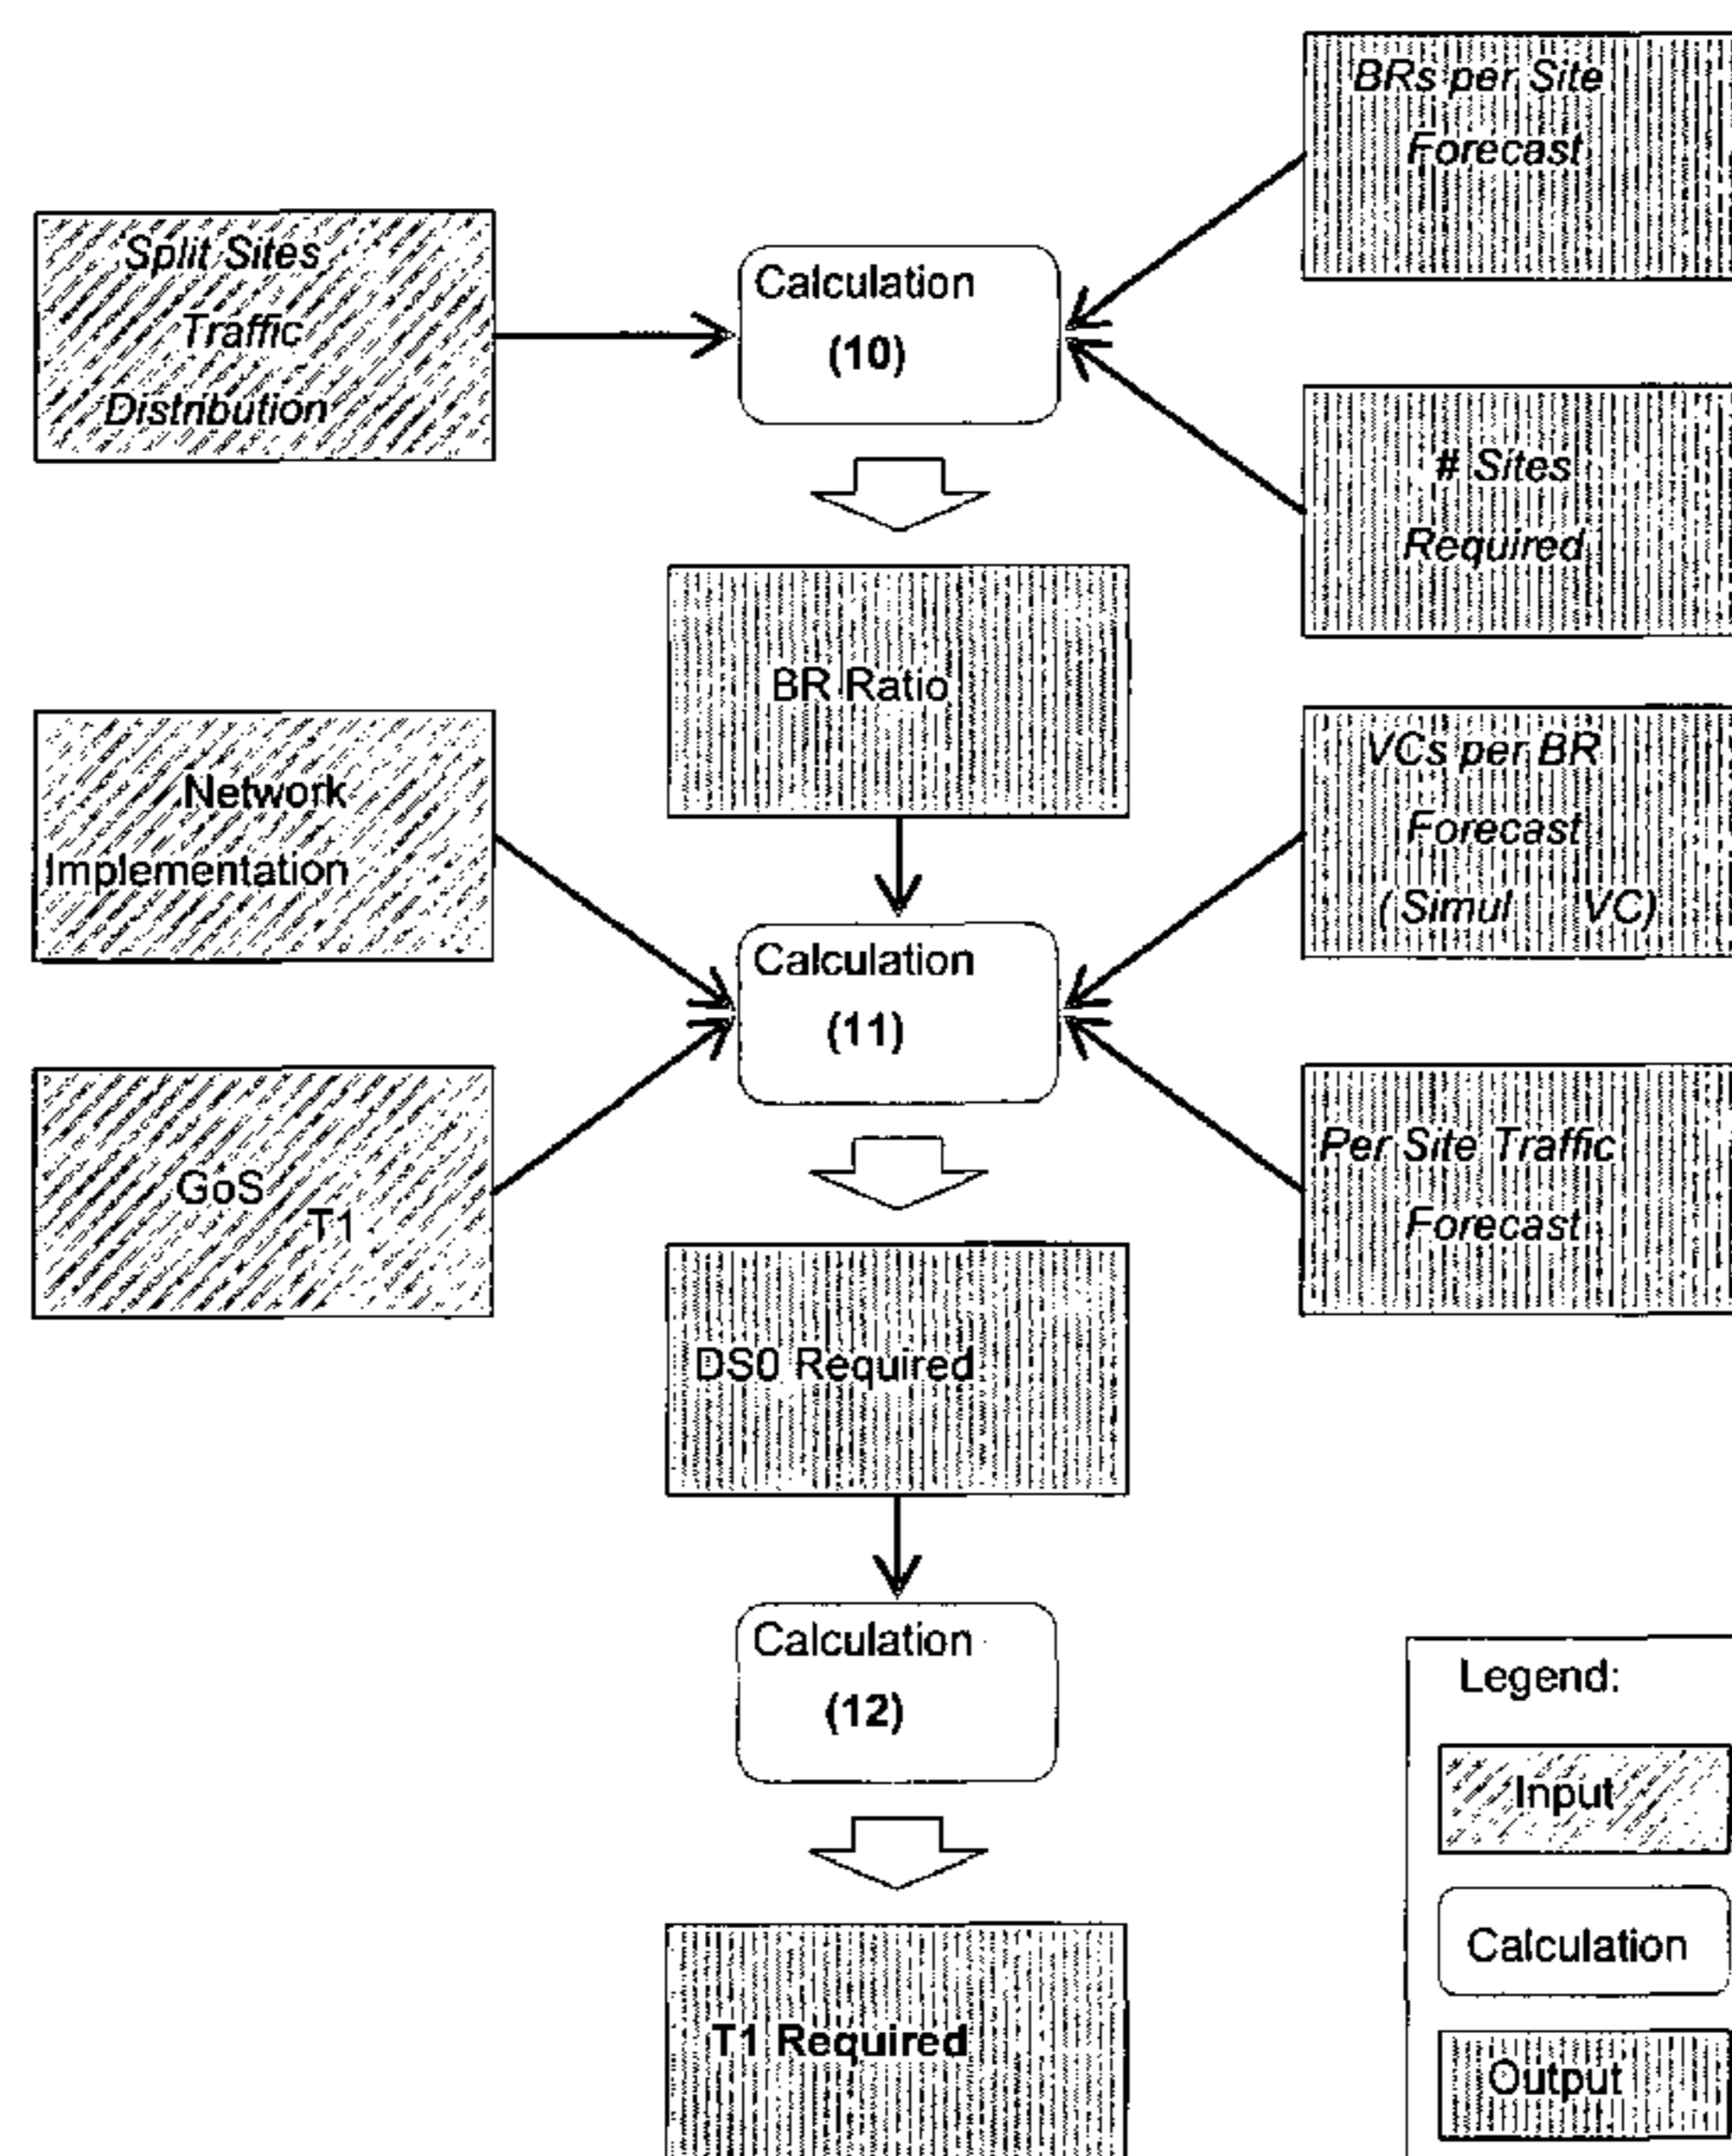 BRs per Site
Forecast
Split Sites
Traffic
Distribution
Calculation
(10)
# Sites
Required
BR Ratio
Network
Implementation
VCs per BR
Forecast
(Simul VC)
Calculation
(11)
GoS
T1
Per Site Traffic
Forecast
DS0 Required
Calculation
(12)
T1 Required
Legend:
Input
Calculation
Output